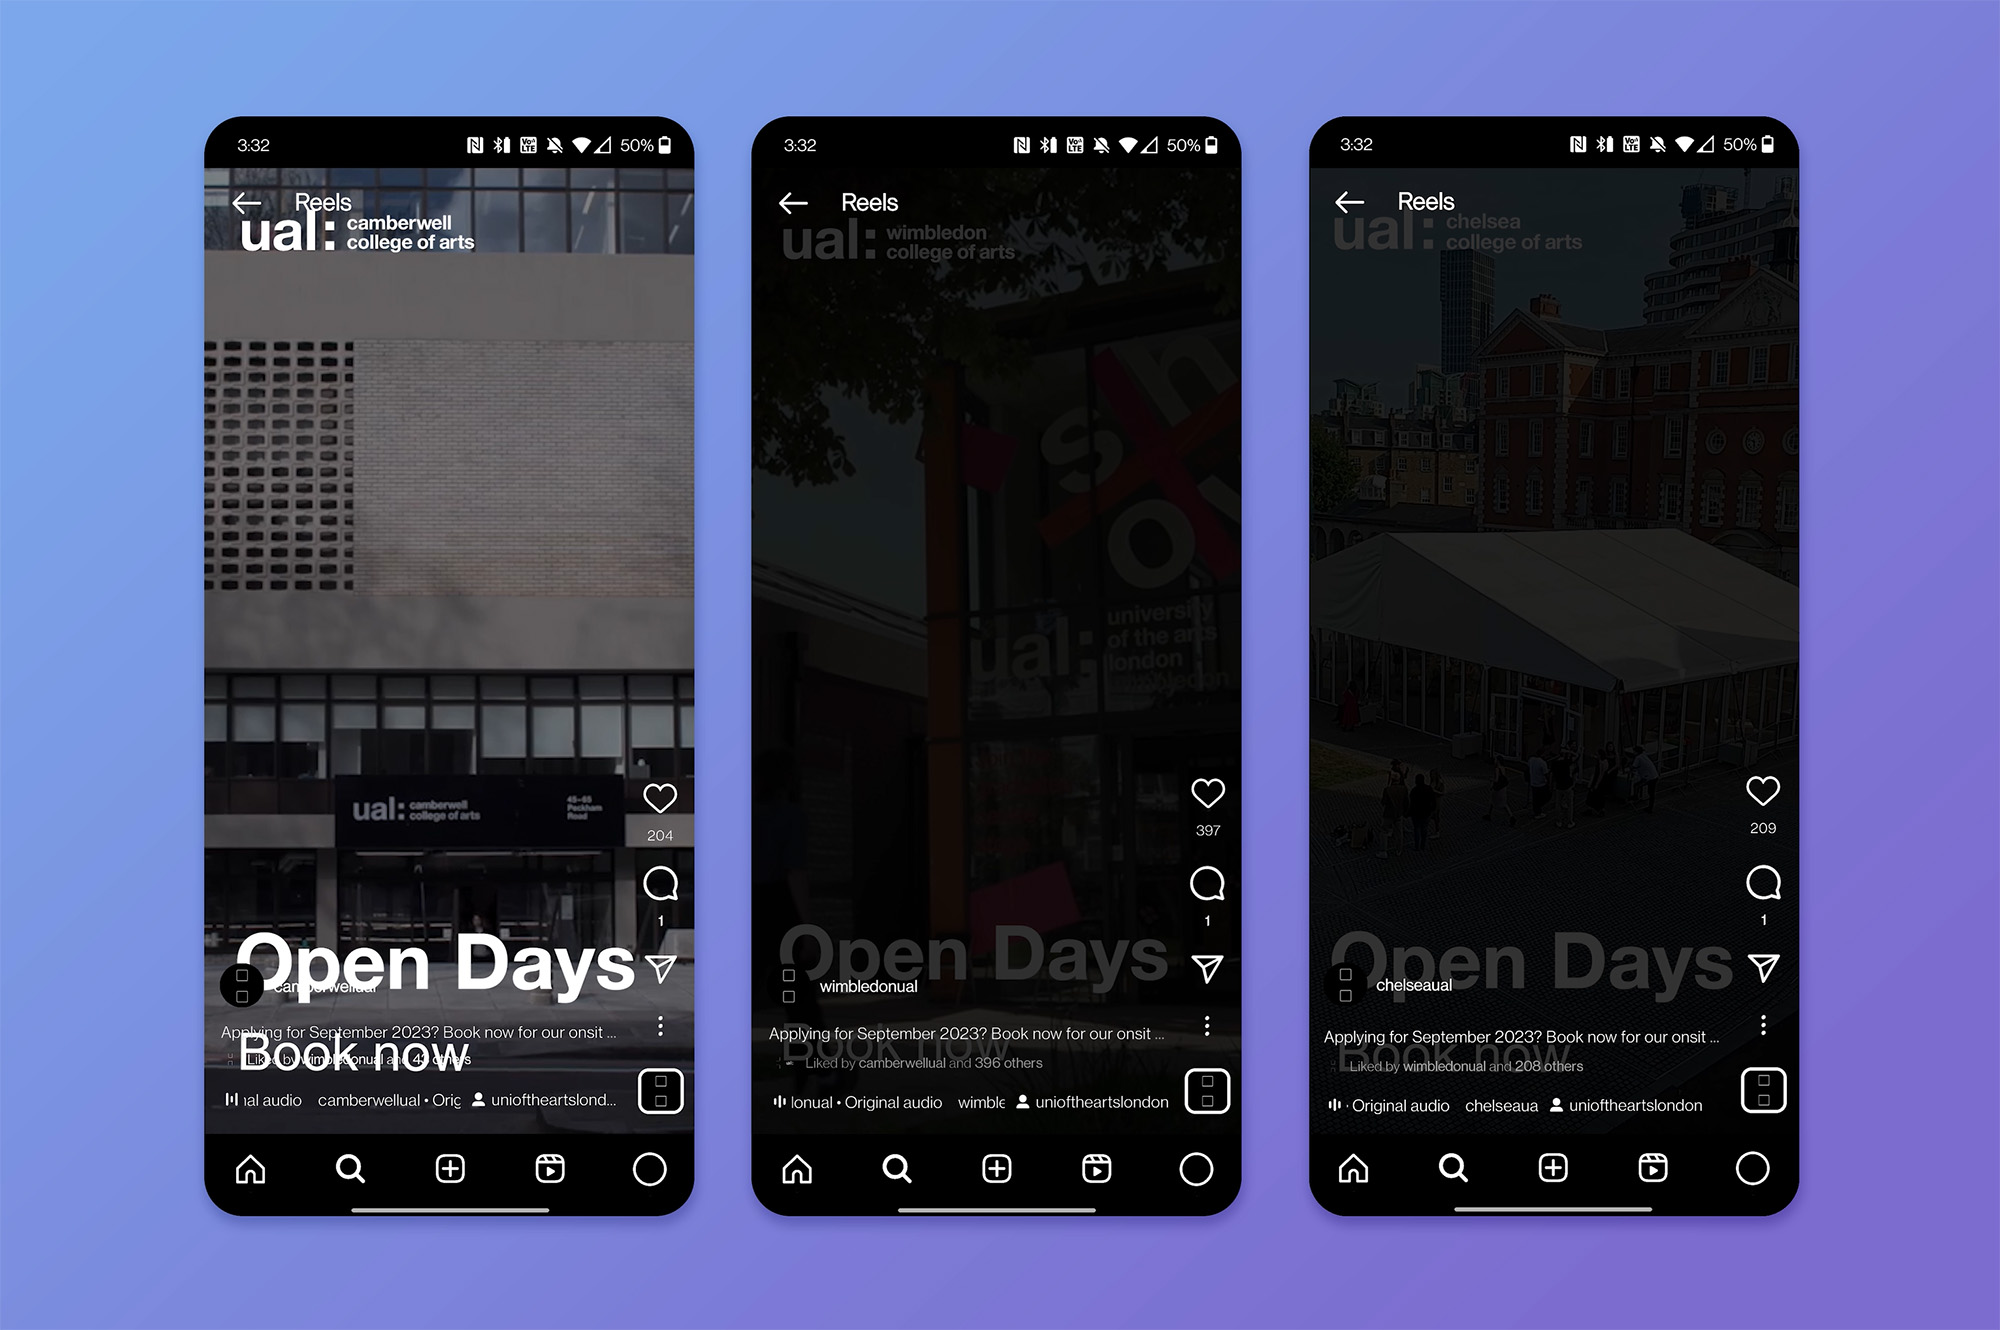 3:32
50%
Reels
ual: camberwell
college of arts
ual: camberwell
college of arts
45–65
Peckham
Road
204
1
Open Days
camberwellual
Applying for September 2023? Book now for our onsit ...
Book now
Liked by wimbledonual and others
nal audio camberwellual • Orig unioftheartslond...
3:32
50%
Reels
ual: wimbledon
college of arts
show
ual: university
of the arts
london
wimbledon
397
1
Open Days
wimbledonual
Applying for September 2023? Book now for our onsit ...
Book now
Liked by camberwellual and 396 others
lonual • Original audio wimble unioftheartslondon
3:32
50%
Reels
ual: chelsea
college of arts
209
1
Open Days
chelseaual
Applying for September 2023? Book now for our onsit ...
Book now
Liked by wimbledonual and 208 others
· Original audio chelseaua unioftheartslondon